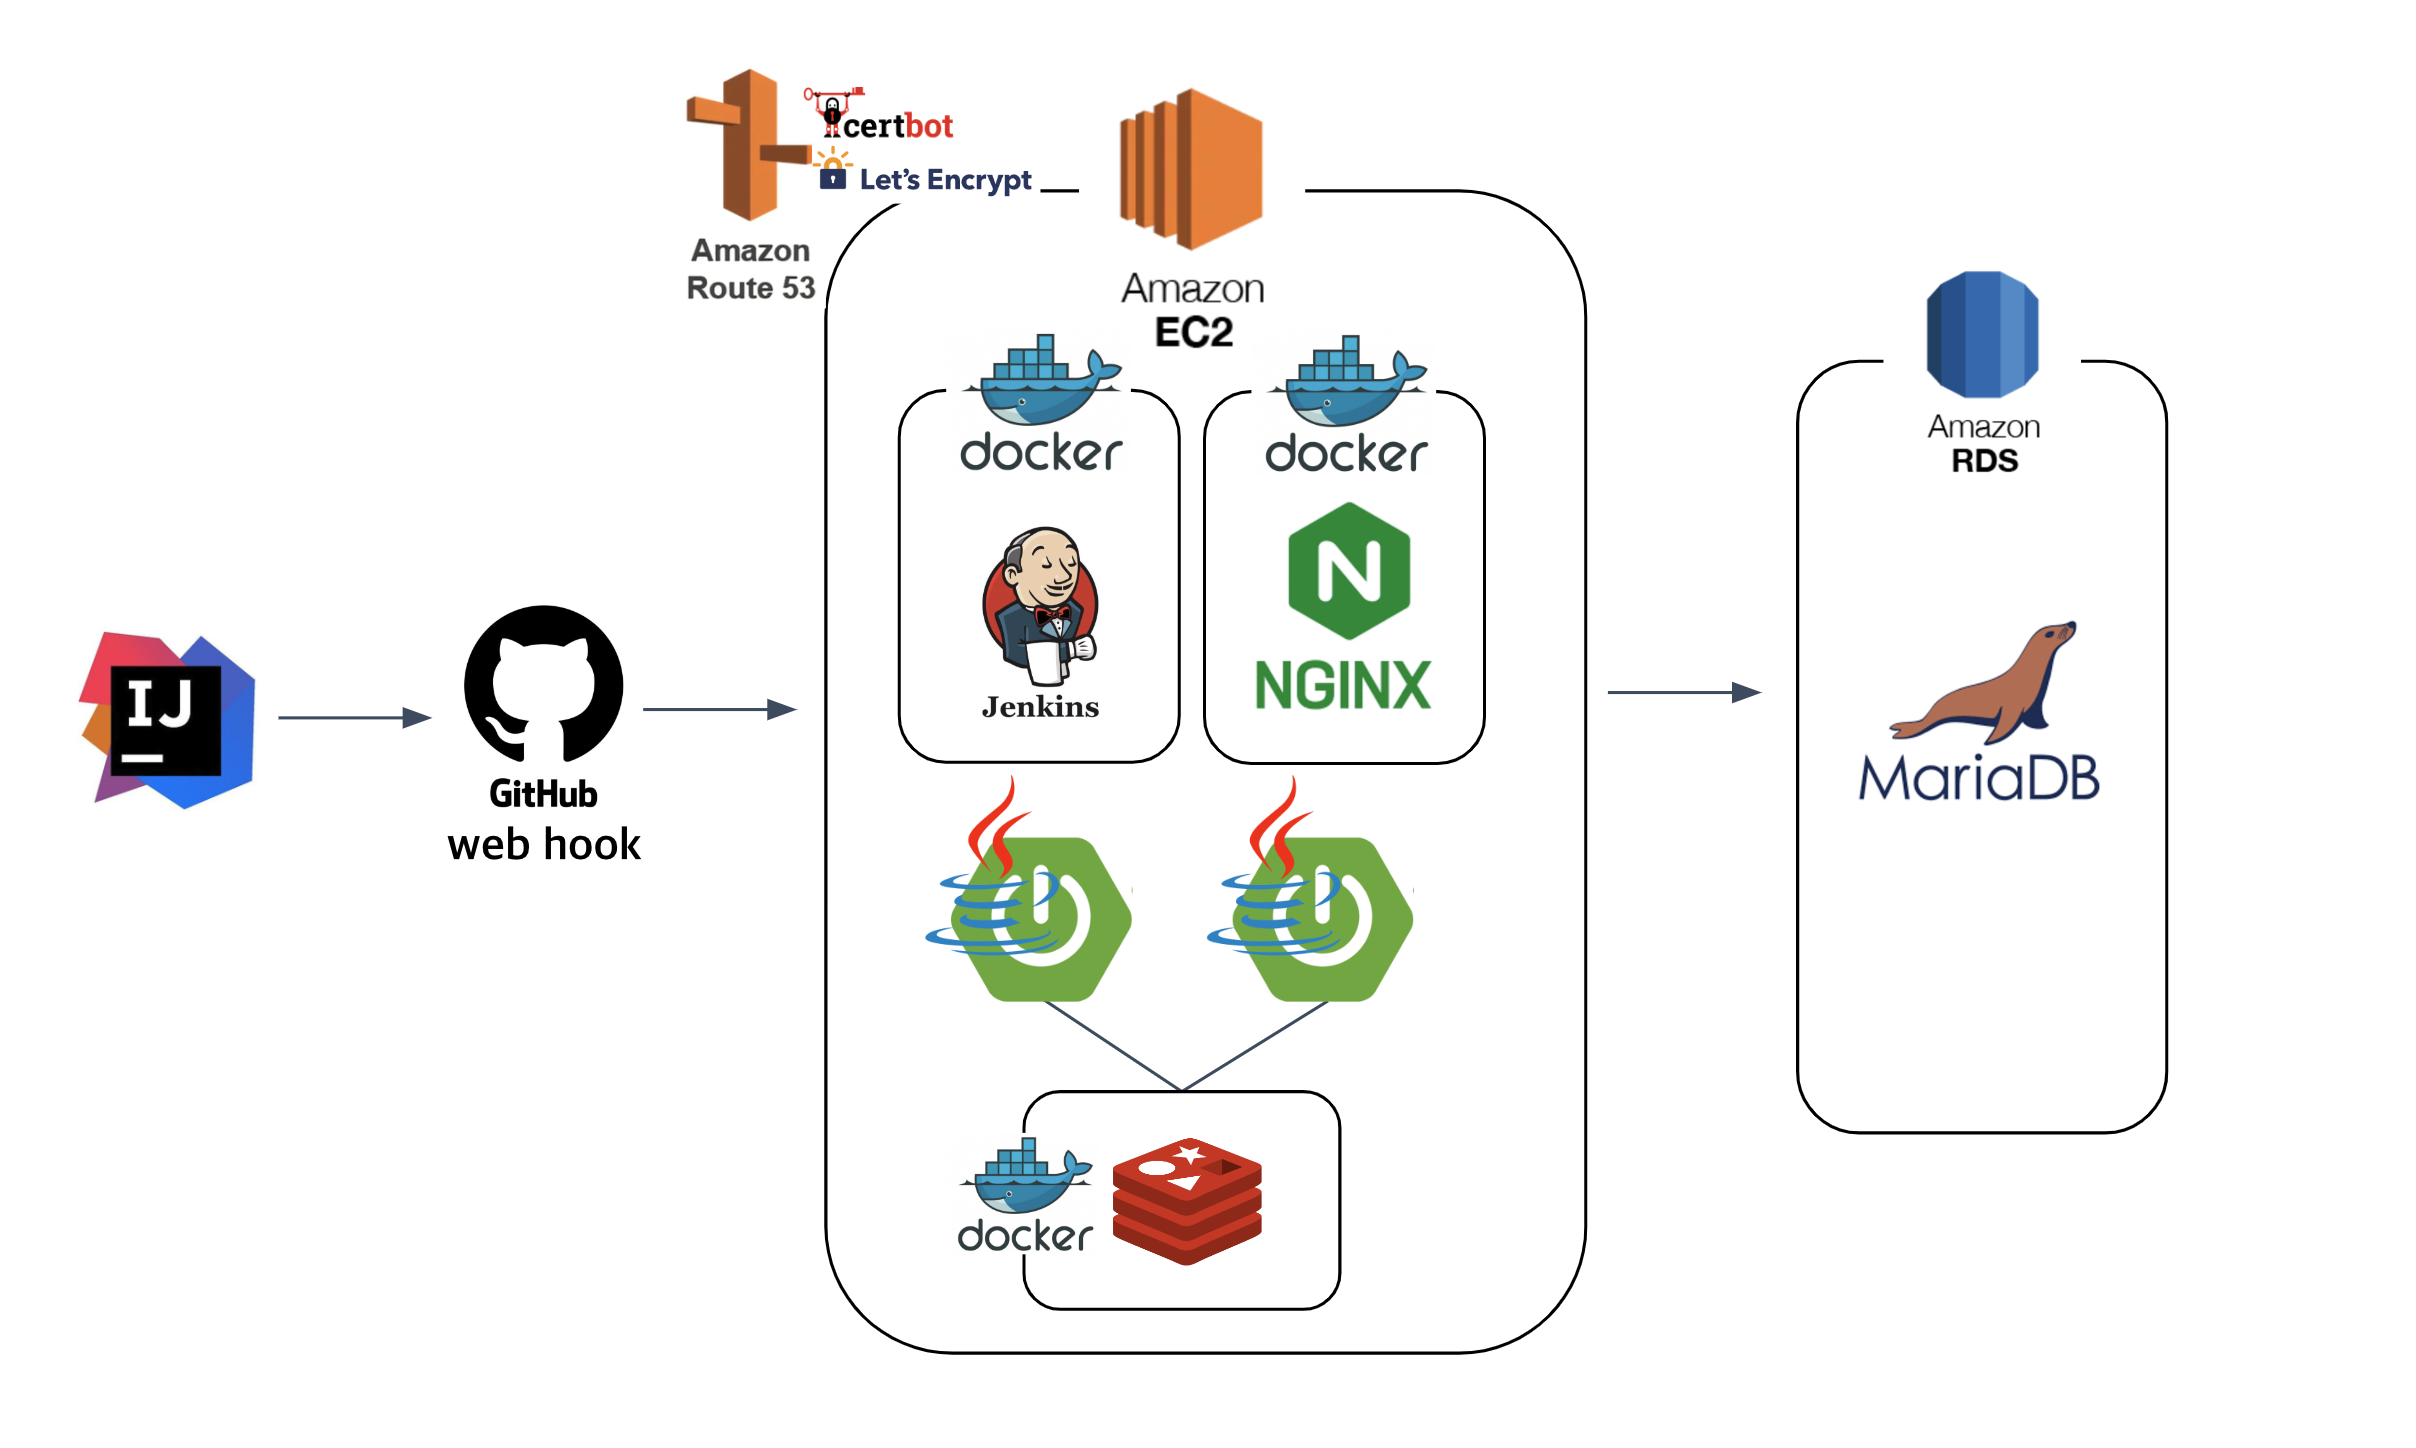 certbot
Let's Encrypt
Amazon
Route 53
Amazon
EC2
docker
docker
Amazon
RDS
N
NGINX
Jenkins
IJ
GitHub
web hook
MariaDB
docker